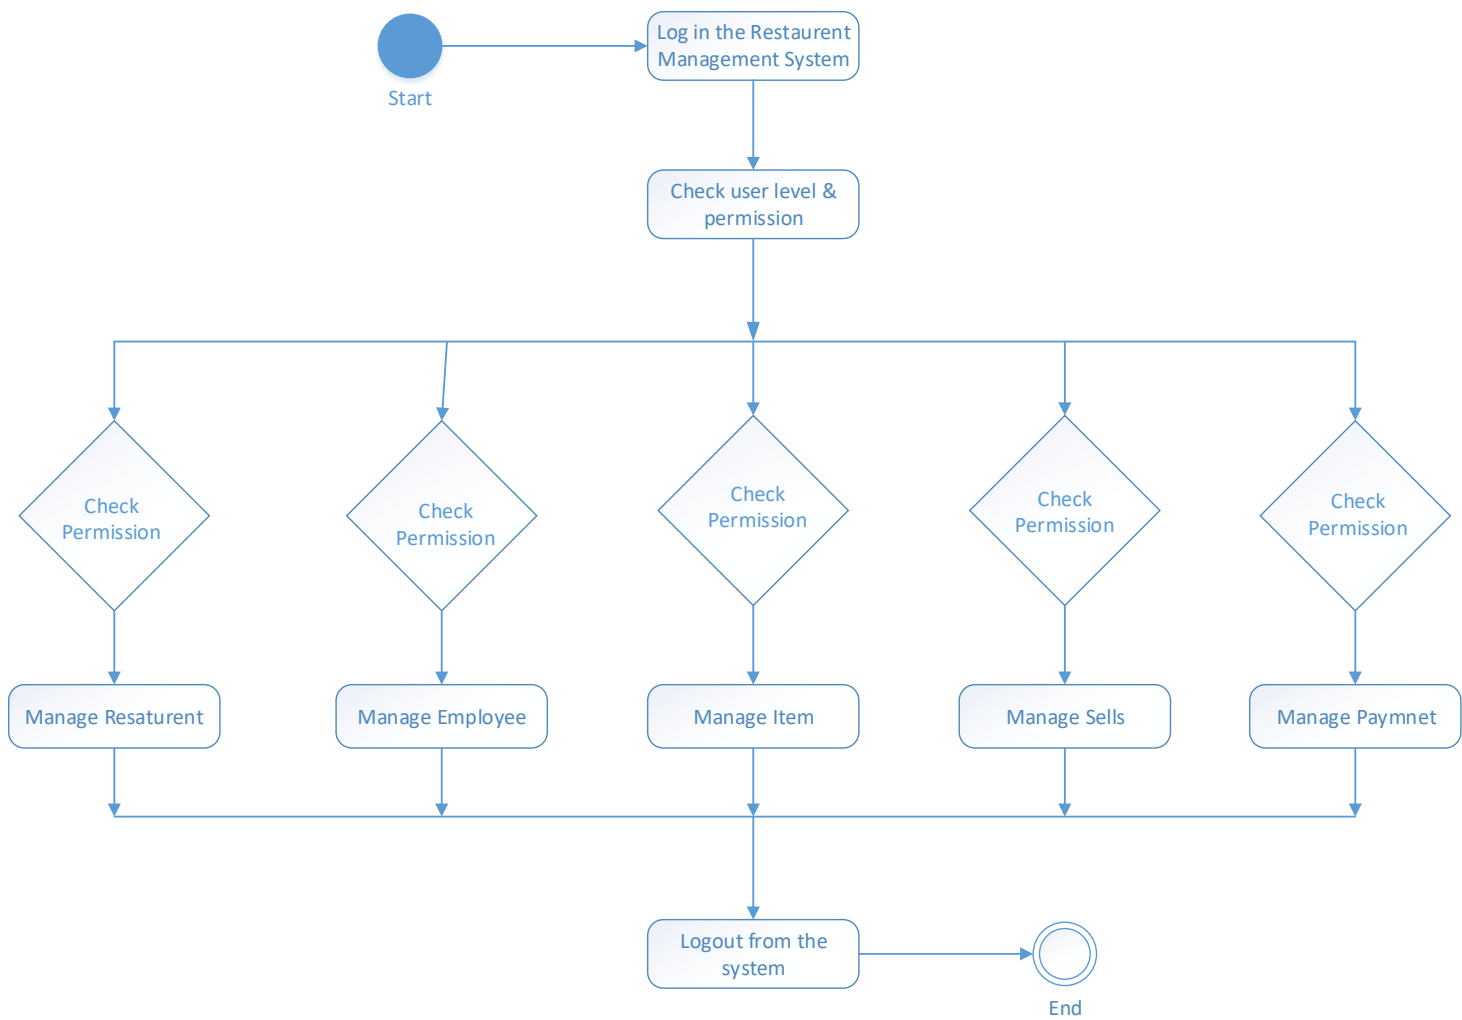 Log in the Restaurent
Management System
Start
Check user level &
permission
Check
Permission
Check
Permission
Check
Permission
Check
Permission
Check
Permission
Manage Resaturent
Manage Employee
Manage Item
Manage Sells
Manage Paymnet
Logout from the
system
End